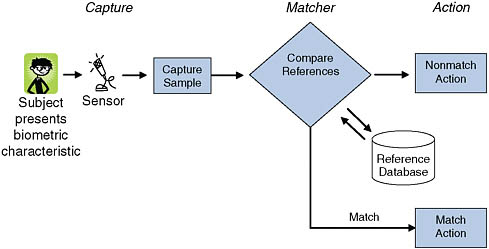 Capture
Matcher
Action
Subject
presents
biometric
characteristic
Sensor
Capture
Sample
Compare
References
Nonmatch
Action
Reference
Database
Match
Match
Action